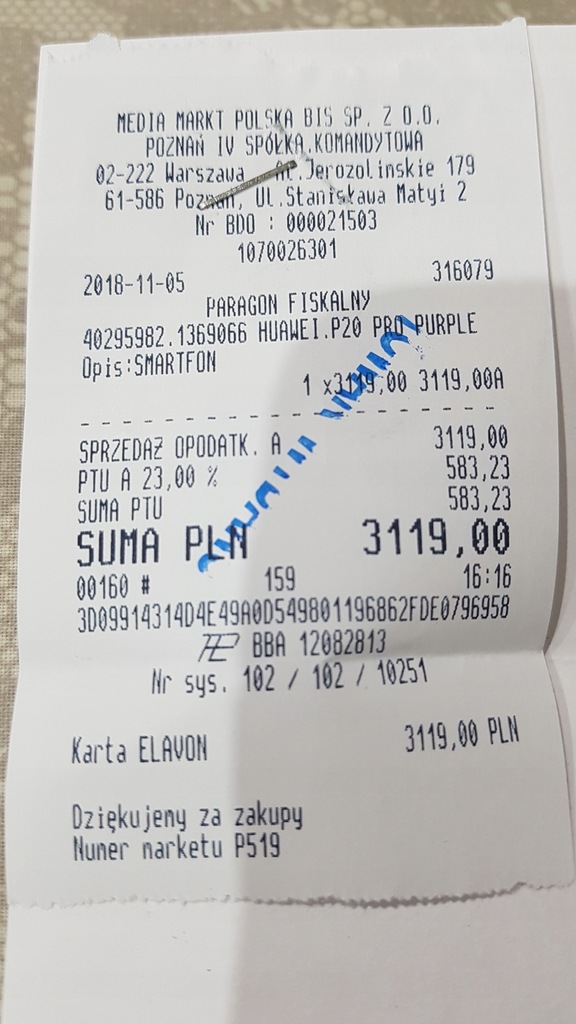 MEDIA MARKT POLSKA BIS SP. Z O.O.
POZNAŃ IV SPÓŁKA.KOMANDYTOWA
02-222 Warszawa Al.Jerozolimskie 179
61-586 Poznań, Ul.Stanisława Matyi 2
Nr BDO : 000021503
1070026301
2018-11-05 316079
PARAGON FISKALNY
40295982.1369066 HUAWEI.P20 PRO PURPLE
Opis:SMARTFON
1 x3119,00 3119,00A
SPRZEDAŻ OPODATK. A 3119,00
PTU A 23,00 % 583,23
SUMA PTU 583,23
SUMA PLN 3119,00
00160 # 159 16:16
3D09914314D4E49A0D549801196862FDE0796958
BBA 12082813
Nr sys. 102 / 102 / 10251
Karta ELAVON 3119,00 PLN
Dziękujemy za zakupy
Numer marketu P519